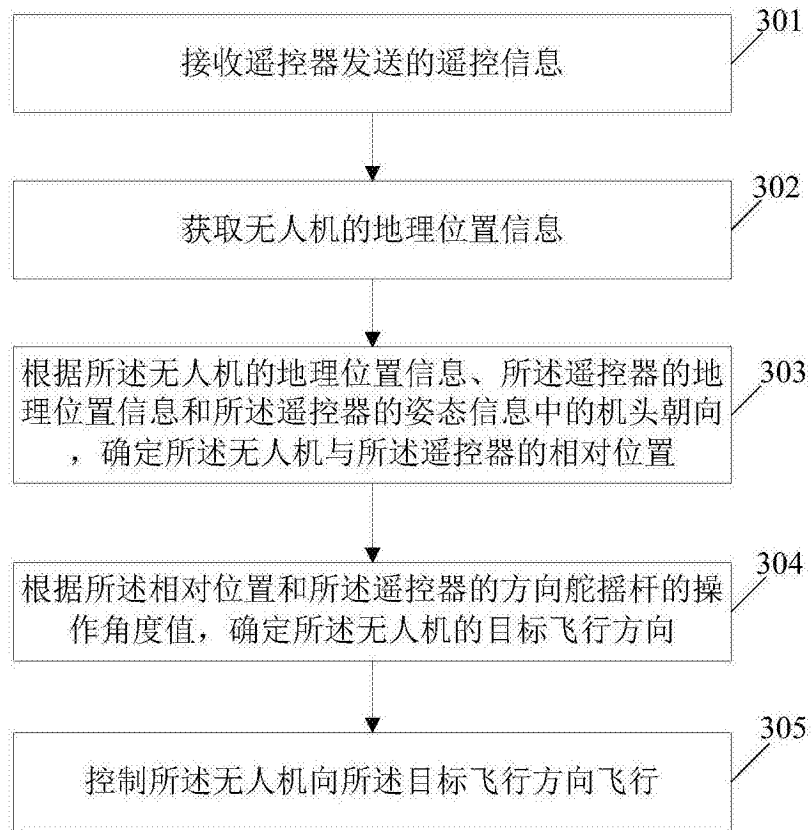 301
接收遥控器发送的遥控信息
302
获取无人机的地理位置信息
303
根据所述无人机的地理位置信息、所述遥控器的地
理位置信息和所述遥控器的姿态信息中的机头朝向
,确定所述无人机与所述遥控器的相对位置
304
根据所述相对位置和所述遥控器的方向舵摇杆的操
作角度值,确定所述无人机的目标飞行方向
305
控制所述无人机向所述目标飞行方向飞行